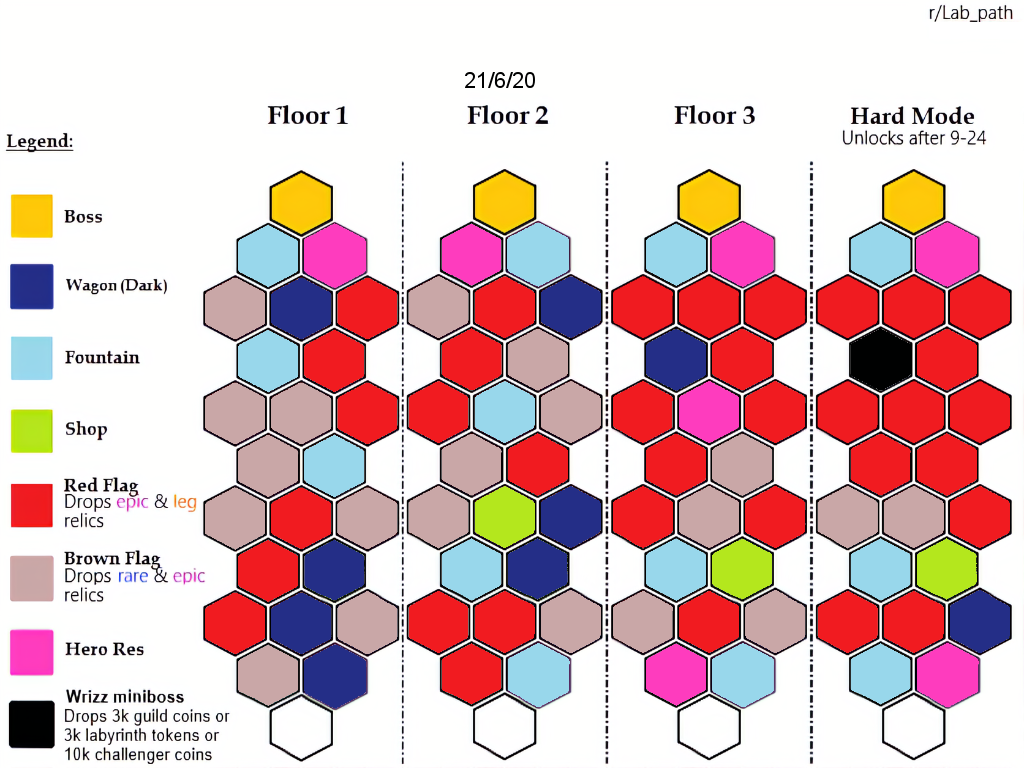 r/Lab_path
21/6/20
Floor 1
Floor 2
Floor 3
Hard Mode
Unlocks after 9-24
Legend:
Boss
Wagon (Dark)
Fountain
Shop
Red Flag
Drops epic & leg
relics
Brown Flag
Drops rare & epic
relics
Hero Res
Wrizz miniboss
Drops 3k guild coins or
3k labyrinth tokens or
10k challenger coins